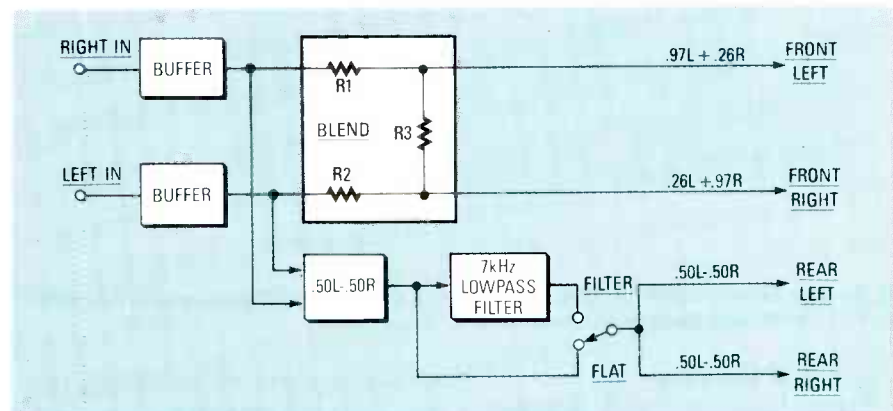 RIGHT IN
BUFFER
R1
BLEND
R3
R2
.97L + .26R
FRONT
LEFT
LEFT IN
BUFFER
.26L +.97R
FRONT
RIGHT
.50L-.50R
7kHz
LOWPASS
FILTER
FILTER
FLAT
.50L-.50R
REAR
LEFT
.50L-.50R
REAR
RIGHT